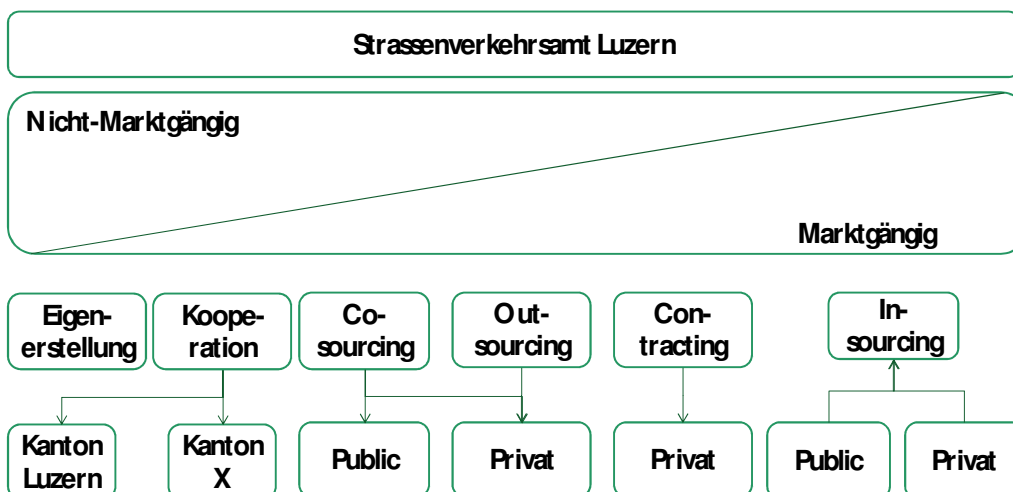 Strassenverkehrsamt Luzern
Nicht-Marktgängig
Marktgängig
Eigen-
erstellung
Koope-
ration
Co-
sourcing
Out-
sourcing
Con-
tracting
In-
sourcing
Kanton
Luzern
Kanton
X
Public
Privat
Privat
Public
Privat